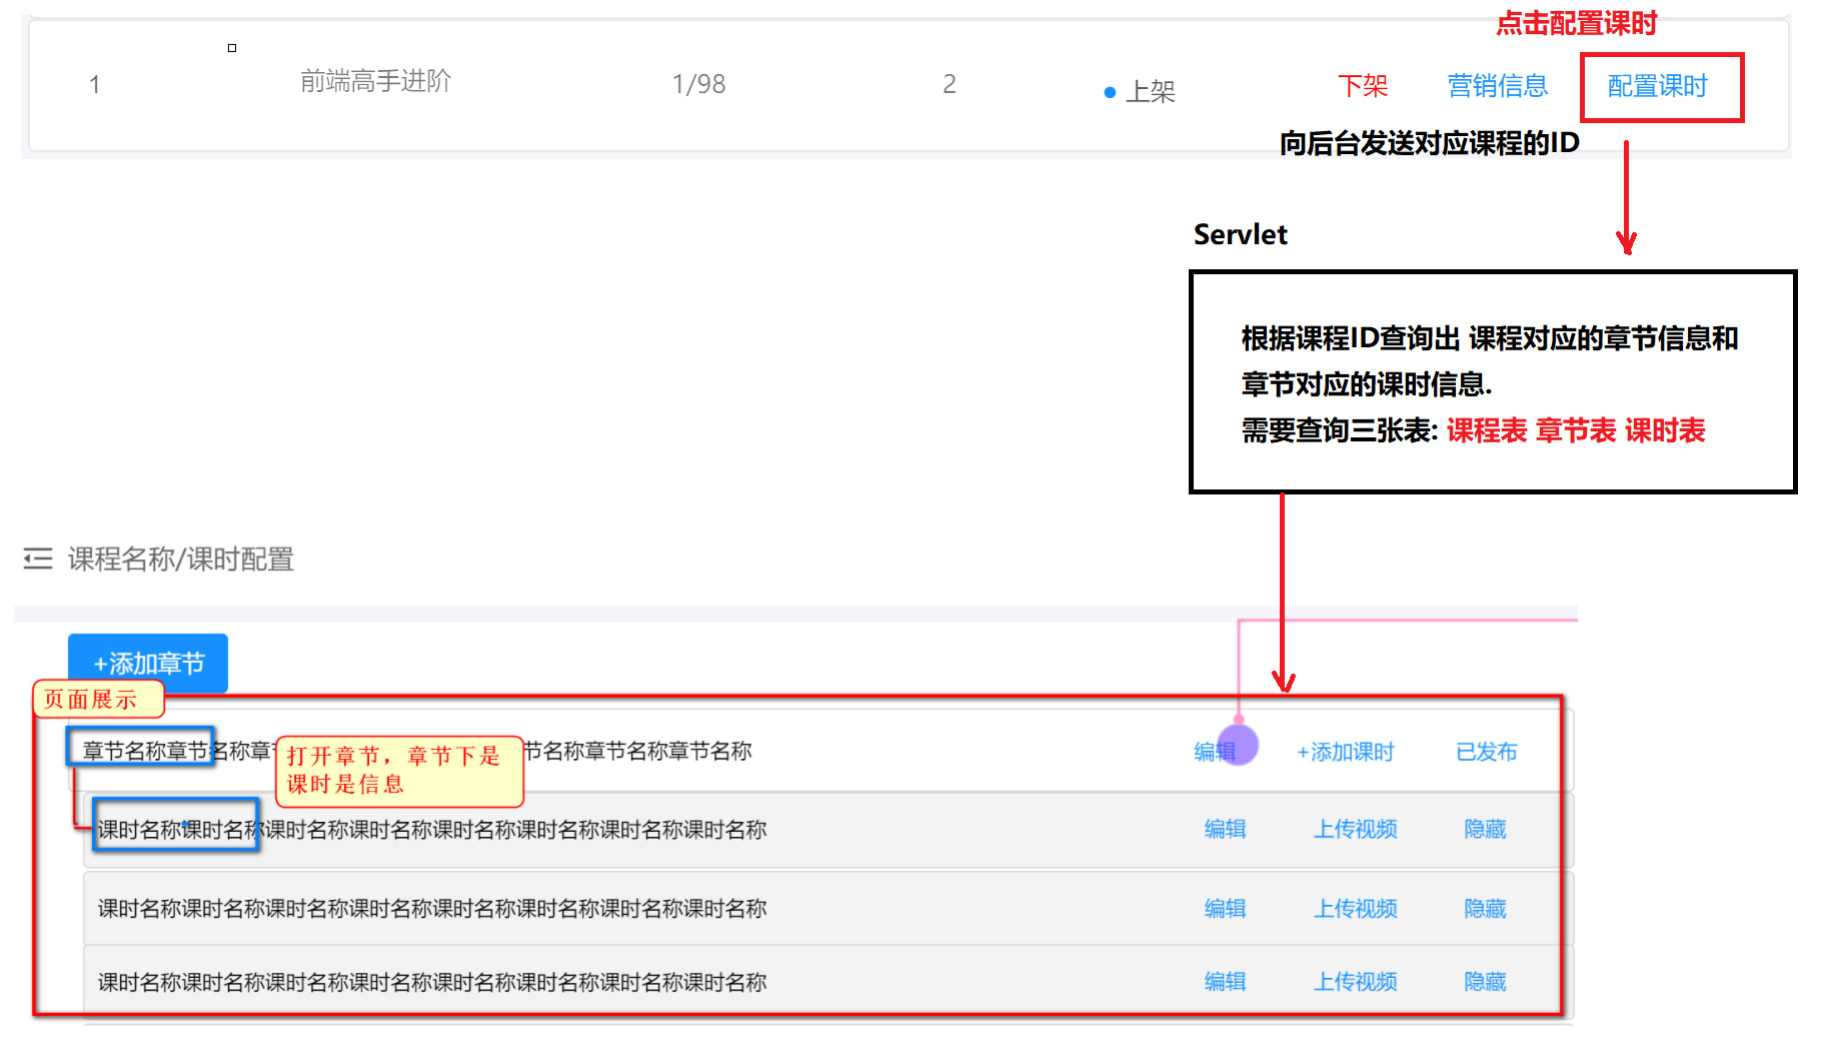 点击配置课时
1 前端高手进阶 1/98 2 上架 下架 营销信息 配置课时
向后台发送对应课程的ID
Servlet
根据课程ID查询出 课程对应的章节信息和
章节对应的课时信息.
需要查询三张表: 课程表 章节表 课时表
课程名称/课时配置
+添加章节
页面展示
章节名称章节名称章 节名称章节名称章节名称 编辑 +添加课时 已发布
打开章节，章节下是
课时是信息
课时名称课时名称课时名称课时名称课时名称课时名称课时名称课时名称 编辑 上传视频 隐藏
课时名称课时名称课时名称课时名称课时名称课时名称课时名称课时名称 编辑 上传视频 隐藏
课时名称课时名称课时名称课时名称课时名称课时名称课时名称课时名称 编辑 上传视频 隐藏